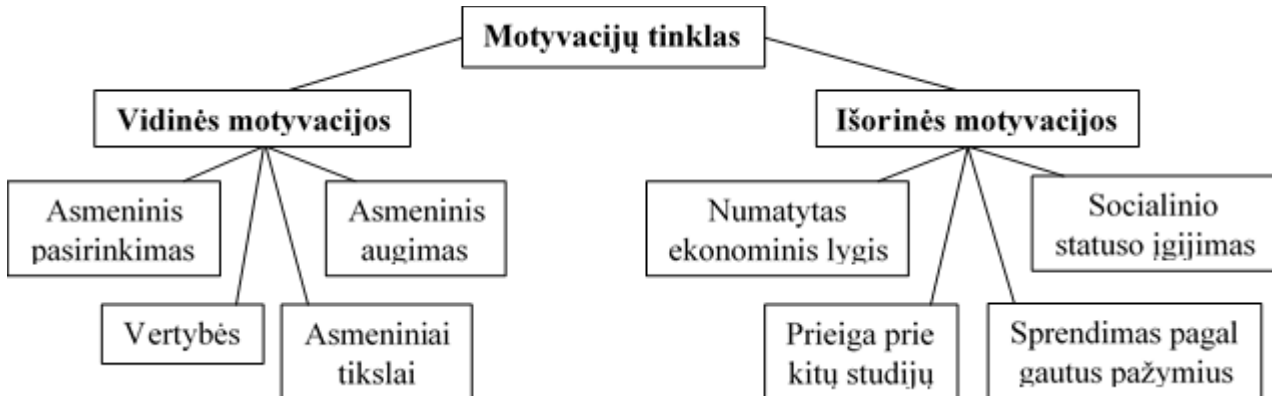 Motyvacijų tinklas
Vidinės motyvacijos
Išorinės motyvacijos
Asmeninis
pasirinkimas
Asmeninis
augimas
Vertybės
Asmeniniai
tikslai
Numatytas
ekonominis lygis
Socialinio
statuso įgijimas
Prieiga prie
kitų studijų
Sprendimas pagal
gautus pažymius